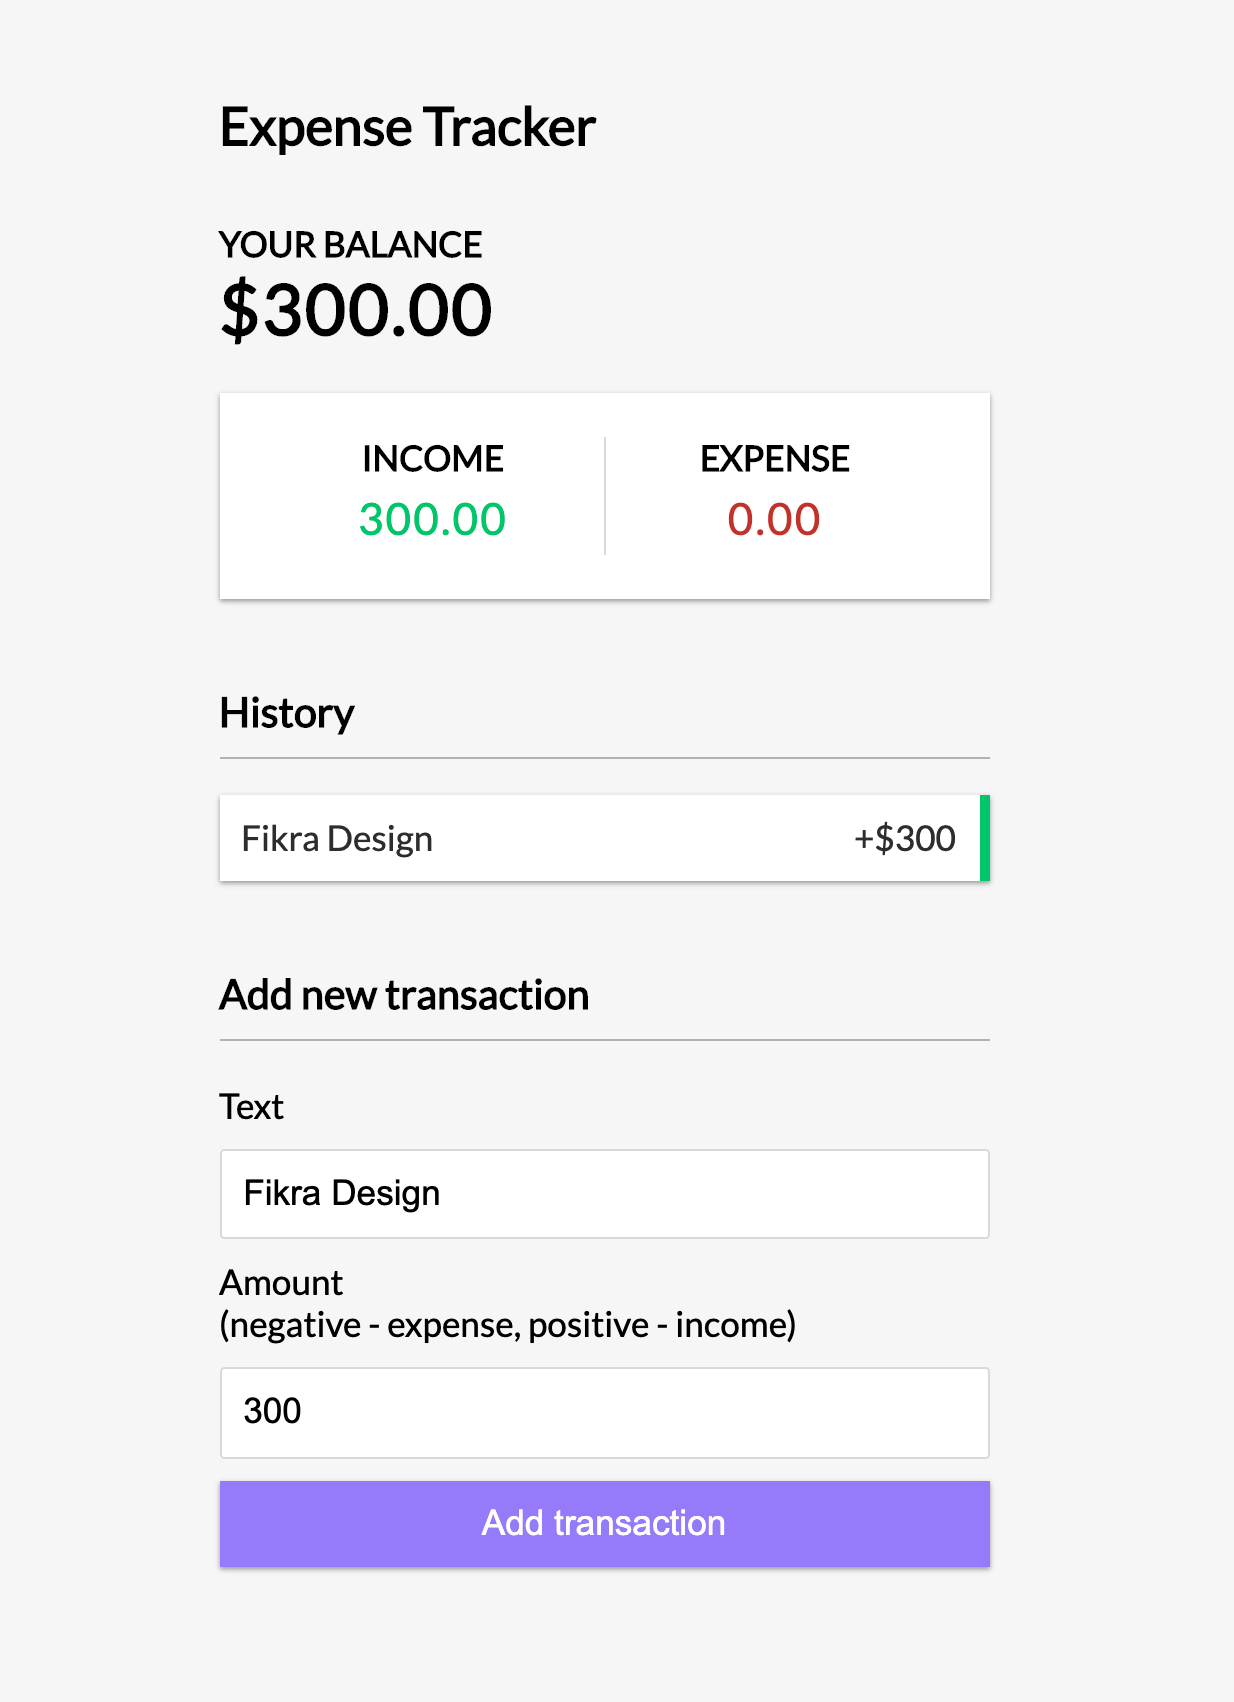 Expense Tracker
YOUR BALANCE
$300.00
INCOME
EXPENSE
300.00
0.00
History
Fikra Design
+$300
Add new transaction
Text
Fikra Design
Amount
(negative - expense, positive - income)
300
Add transaction